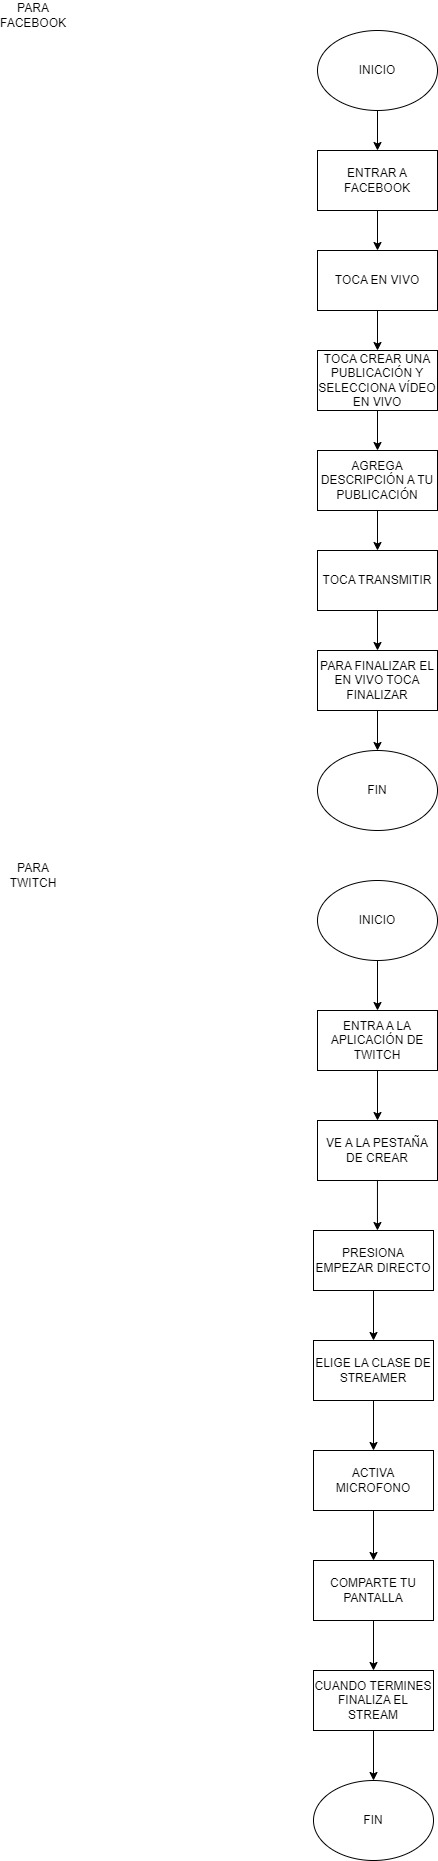 PARA
FACEBOOK
INICIO
ENTRAR A
FACEBOOK
TOCA EN VIVO
TOCA CREAR UNA
PUBLICACIÓN Y
SELECCIONA VÍDEO
EN VIVO
AGREGA
DESCRIPCIÓN A TU
PUBLICACIÓN
TOCA TRANSMITIR
PARA FINALIZAR EL
EN VIVO TOCA
FINALIZAR
FIN
PARA
TWITCH
INICIO
ENTRA A LA
APLICACIÓN DE
TWITCH
VE A LA PESTAÑA
DE CREAR
PRESIONA
EMPEZAR DIRECTO
ELIGE LA CLASE DE
STREAMER
ACTIVA
MICROFONO
COMPARTE TU
PANTALLA
CUANDO TERMINES
FINALIZA EL
STREAM
FIN